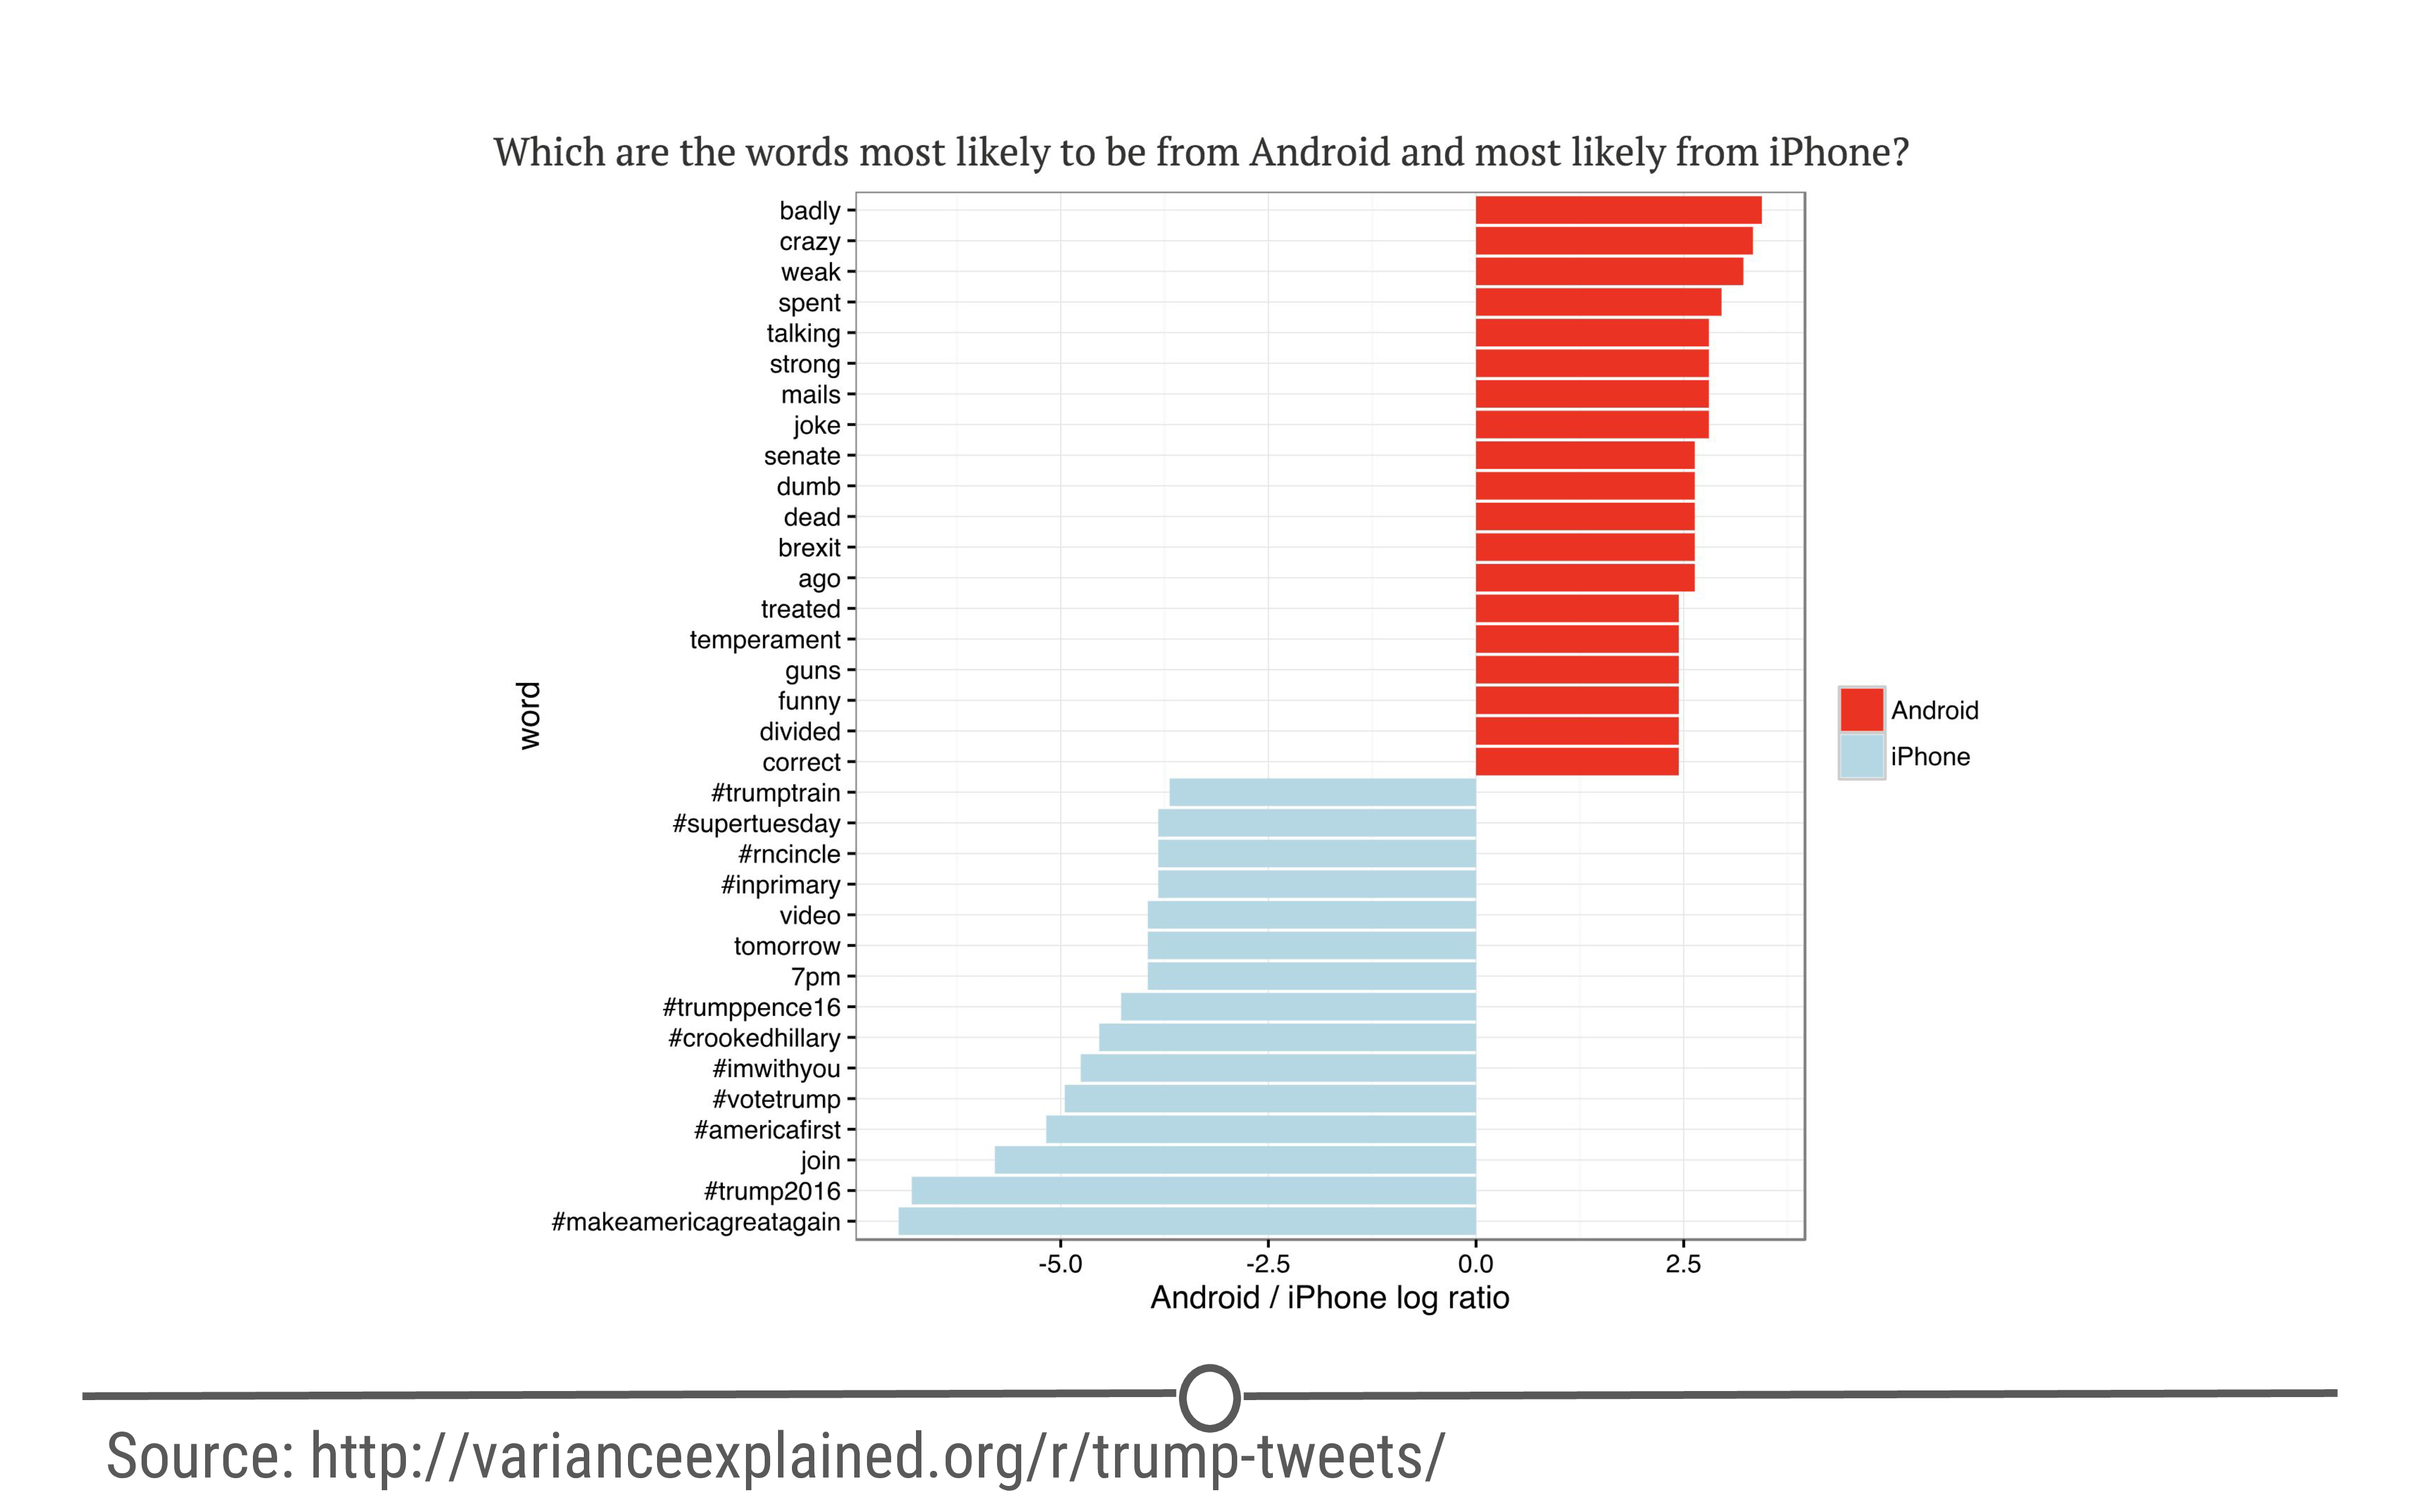 Which are the words most likely to be from Android and most likely from iPhone?
badly
crazy
weak
spent
talking
strong
mails
joke
senate
dumb
dead
brexit
ago
treated
temperament
guns
funny
divided
correct
#trumptrain
#supertuesday
#rncincle
#inprimary
video
tomorrow
7pm
#trumppence16
#crookedhillary
#imwithyou
#votetrump
#americafirst
join
#trump2016
#makeamericagreatagain
word
Android
iPhone
-5.0 -2.5 0.0 2.5
Android / iPhone log ratio
Source: http://varianceexplained.org/r/trump-tweets/